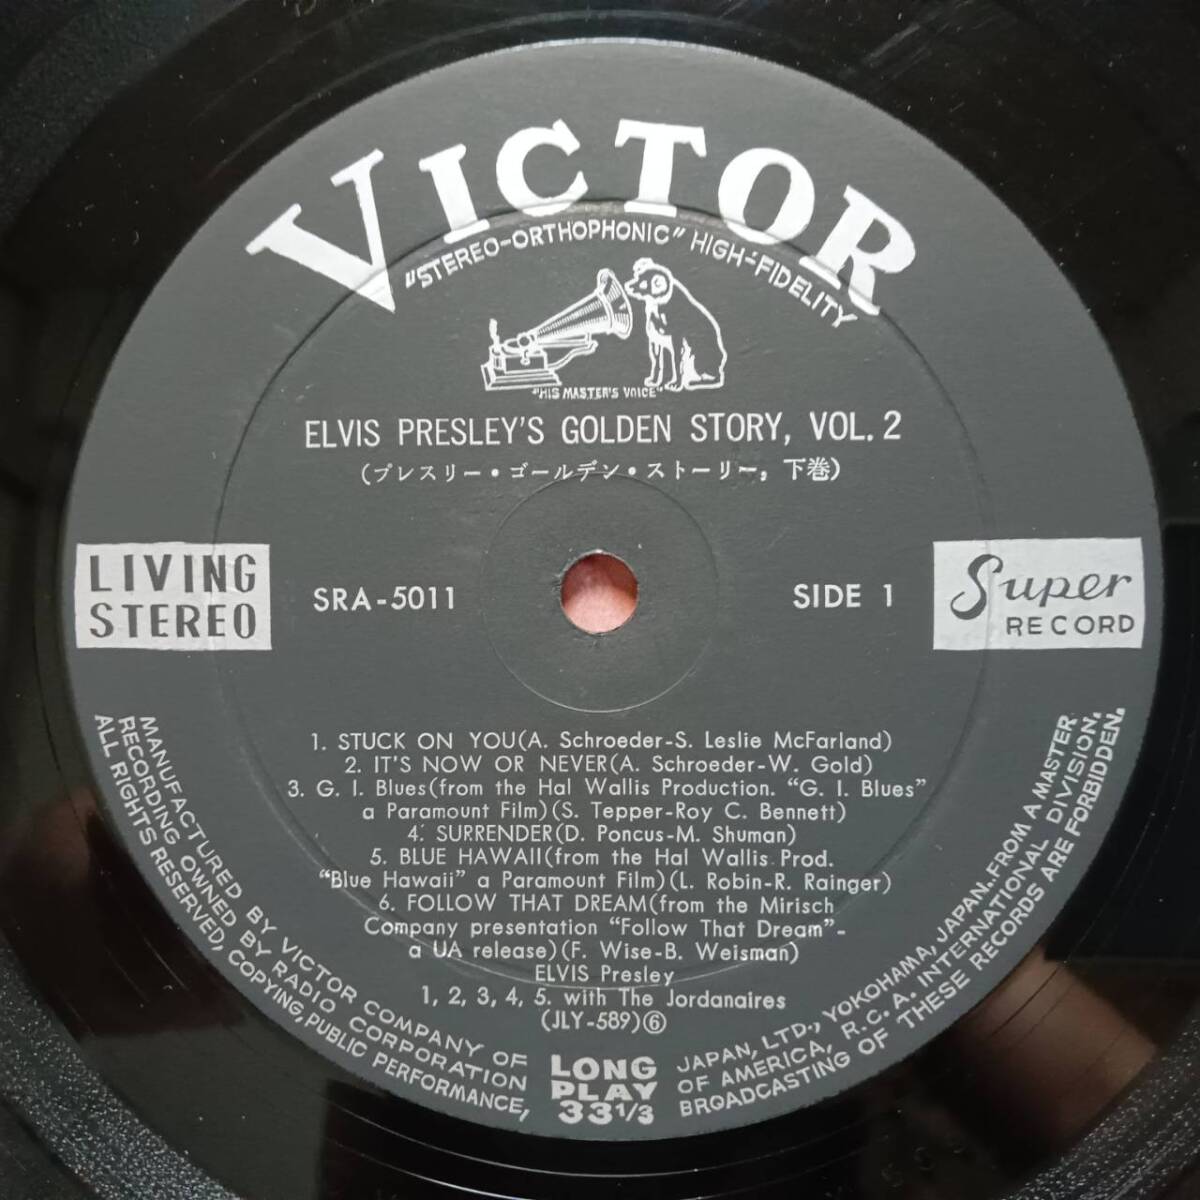 VICTOR
"STEREO-ORTHOPHONIC" HIGH-FIDELITY
"HIS MASTER'S VOICE"
ELVIS PRESLEY'S GOLDEN STORY, VOL. 2
(プレスリー・ゴールデン・ストーリー, 下巻)
LIVING
STEREO
SRA-5011
SIDE 1
Super
RECORD
1. STUCK ON YOU(A. Schroeder-S. Leslie McFarland)
2. IT'S NOW OR NEVER(A. Schroeder-W. Gold)
3. G. I. Blues(from the Hal Wallis Production. "G. I. Blues"
a Paramount Film)(S. Tepper-Roy C. Bennett)
4. SURRENDER(D. Poncus-M. Shuman)
5. BLUE HAWAII(from the Hal Wallis Prod.
"Blue Hawaii" a Paramount Film)(L. Robin-R. Rainger)
6. FOLLOW THAT DREAM(from the Mirisch
Company presentation "Follow That Dream"-
a UA release)(F. Wise-B. Weisman)
ELVIS Presley
1, 2, 3, 4, 5. with The Jordanaires
(JLY-589)⑥
LONG
PLAY
33 1/3
MANUFACTURED BY VICTOR COMPANY OF JAPAN, LTD., YOKOHAMA, JAPAN..FROM A MASTER
RECORDING OWNED BY RADIO CORPORATION OF AMERICA, R.C.A. INTERNATIONAL DIVISION.
ALL RIGHTS RESERVED, COPYING, PUBLIC PERFORMANCE, BROADCASTING OF THESE RECORDS ARE FORBIDDEN.